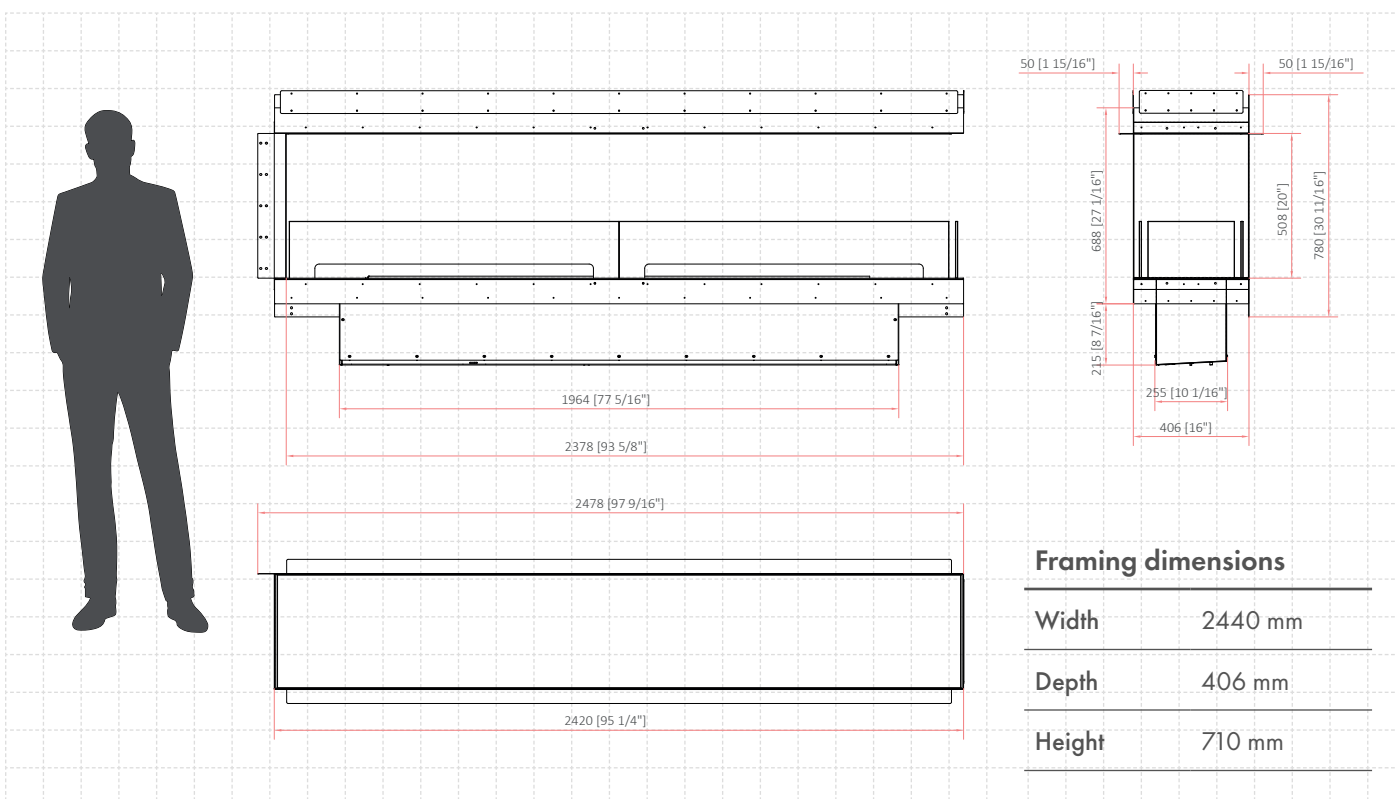 50 [1 15/16"]
50 [1 15/16"]
688 [27 1/16"]
508 [20"]
780 [30 11/16"]
215 [8 7/16"]
255 [10 1/16"]
406 [16"]
1964 [77 5/16"]
2378 [93 5/8"]
2478 [97 9/16"]
2420 [95 1/4"]
Framing dimensions
Width 2440 mm
Depth 406 mm
Height 710 mm